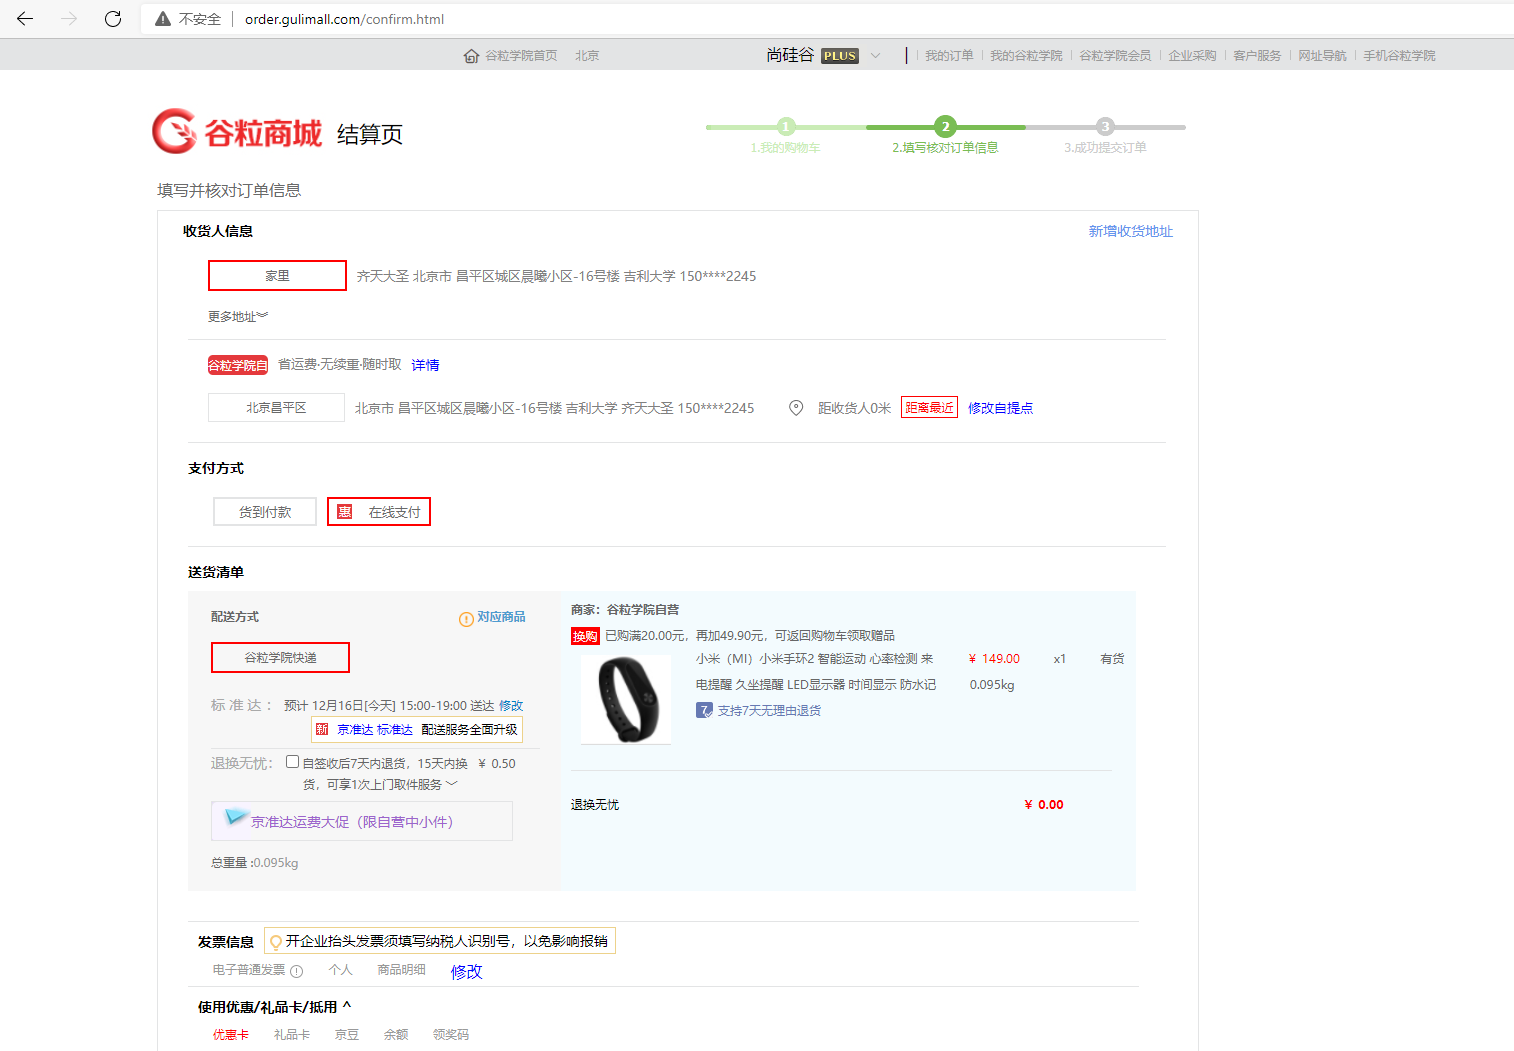 不安全 order.gulimall.com/confirm.html
谷粒学院首页 北京 尚硅谷 PLUS 我的订单 我的谷粒学院 谷粒学院会员 企业采购 客户服务 网址导航 手机谷粒学院
谷粒商城 结算页
1 2 3
1.我的购物车 2.填写核对订单信息 3.成功提交订单
填写并核对订单信息
收货人信息 新增收货地址
家里 齐天大圣 北京市 昌平区城区晨曦小区-16号楼 吉利大学 150****2245
更多地址
谷粒学院自 省运费·无续重·随时取 详情
北京昌平区 北京市 昌平区城区晨曦小区-16号楼 吉利大学 齐天大圣 150****2245 距收货人0米 距离最近 修改自提点
支付方式
货到付款 惠 在线支付
送货清单
配送方式 对应商品
谷粒学院快递
标 准 达 : 预计 12月16日[今天] 15:00-19:00 送达 修改
新 京准达 标准达 配送服务全面升级
退换无忧: 自签收后7天内退货，15天内换 ¥ 0.50
货，可享1次上门取件服务
京准达运费大促（限自营中小件）
总重量 :0.095kg
商家：谷粒学院自营
换购 已购满20.00元，再加49.90元，可返回购物车领取赠品
小米（MI）小米手环2 智能运动 心率检测 来 ¥ 149.00 x1 有货
电提醒 久坐提醒 LED显示器 时间显示 防水记 0.095kg
7 支持7天无理由退货
退换无忧 ¥ 0.00
发票信息 开企业抬头发票须填写纳税人识别号，以免影响报销
电子普通发票 个人 商品明细 修改
使用优惠/礼品卡/抵用 ^
优惠卡 礼品卡 京豆 余额 领奖码